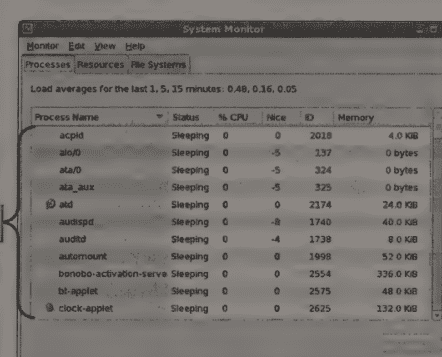 System Monitor
Monitor Edit View Help
Processes Resources File Systems
Load averages for the last 1, 5, 15 minutes: 0.48, 0.16, 0.05
Process Name Status % CPU Nice ID Memory
acpid Sleeping 0 0 2018 4.0 KiB
aio/0 Sleeping 0 -5 137 0 bytes
ata/0 Sleeping 0 -5 324 0 bytes
ata_aux Sleeping 0 -5 325 0 bytes
atd Sleeping 0 0 2174 24.0 KiB
audispd Sleeping 0 -8 1740 40.0 KiB
auditd Sleeping 0 -4 1738 8.0 KiB
automount Sleeping 0 0 1998 52.0 KiB
bonobo-activation-serve Sleeping 0 0 2554 336.0 KiB
bt-applet Sleeping 0 0 2575 48.0 KiB
clock-applet Sleeping 0 0 2625 132.0 KiB